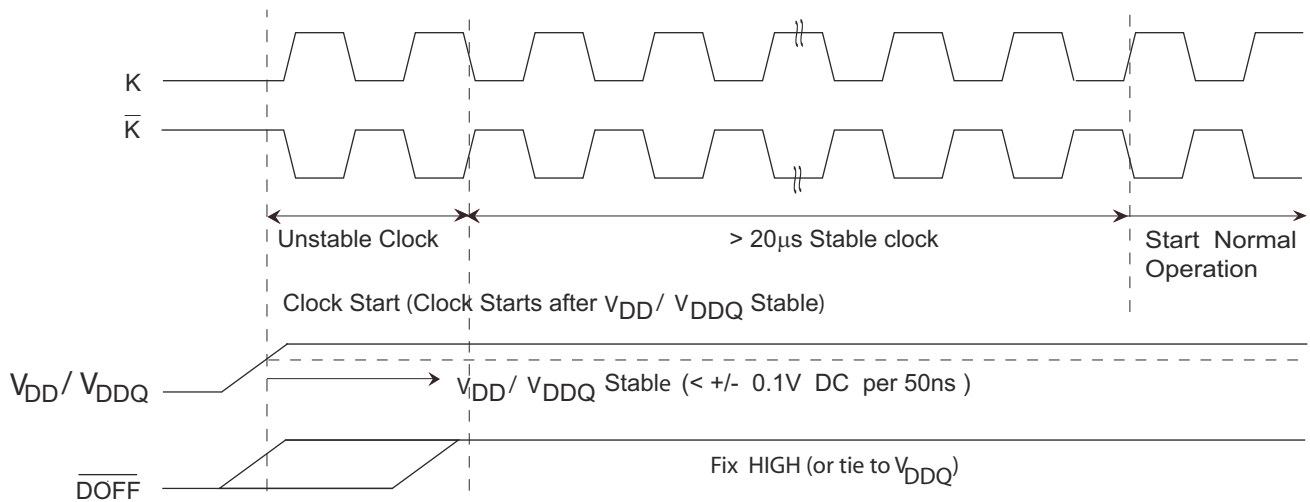 K
K̅
Unstable Clock
> 20μs Stable clock
Start Normal
Operation
Clock Start (Clock Starts after VDD / VDDQ Stable)
VDD / VDDQ
VDD / VDDQ Stable (< +/- 0.1V DC per 50ns )
Fix HIGH (or tie to VDDQ)
D̅O̅F̅F̅